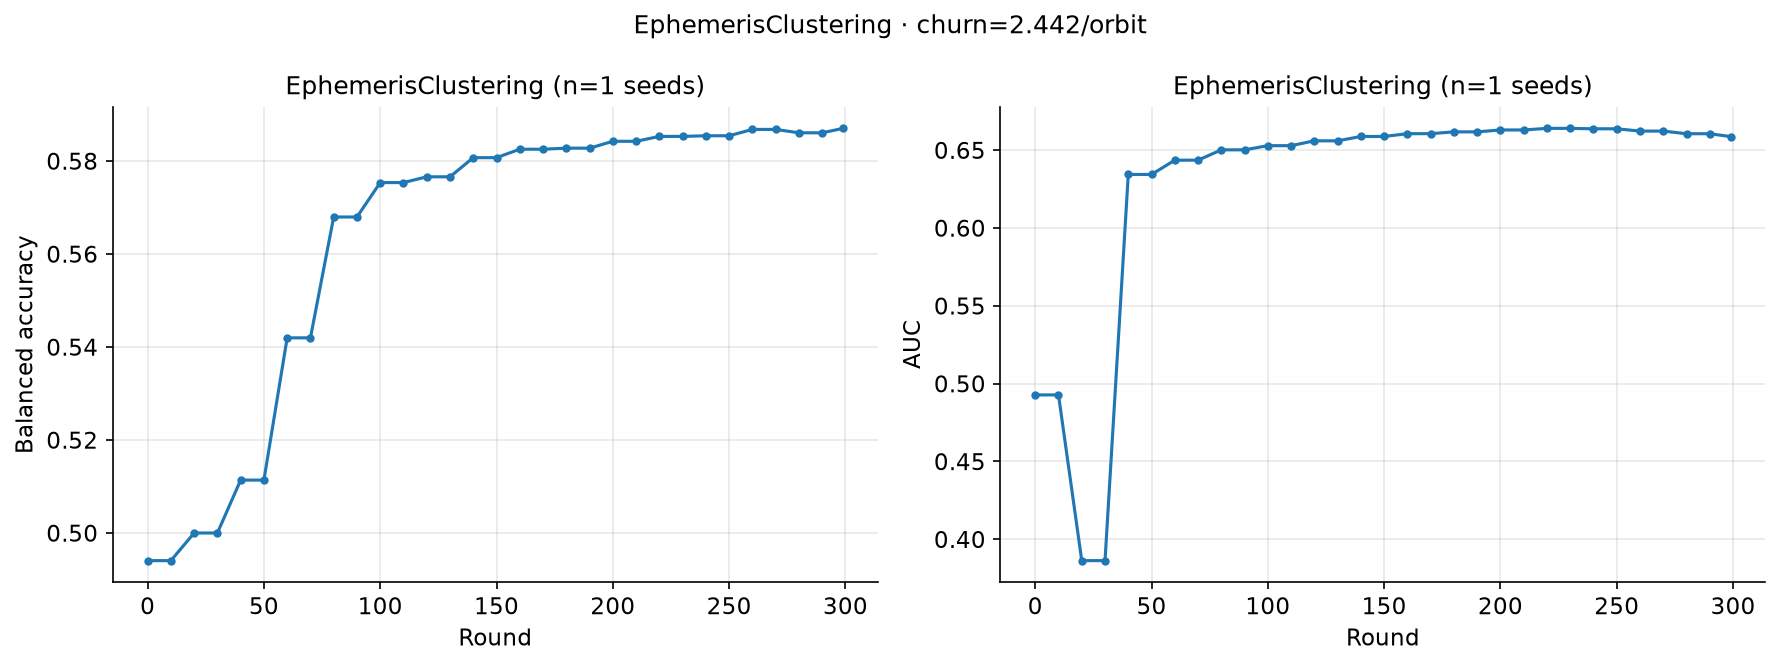 EphemerisClustering · churn=2.442/orbit
EphemerisClustering (n=1 seeds)
Balanced accuracy
0.58
0.56
0.54
0.52
0.50
0 50 100 150 200 250 300
Round
EphemerisClustering (n=1 seeds)
AUC
0.65
0.60
0.55
0.50
0.45
0.40
0 50 100 150 200 250 300
Round